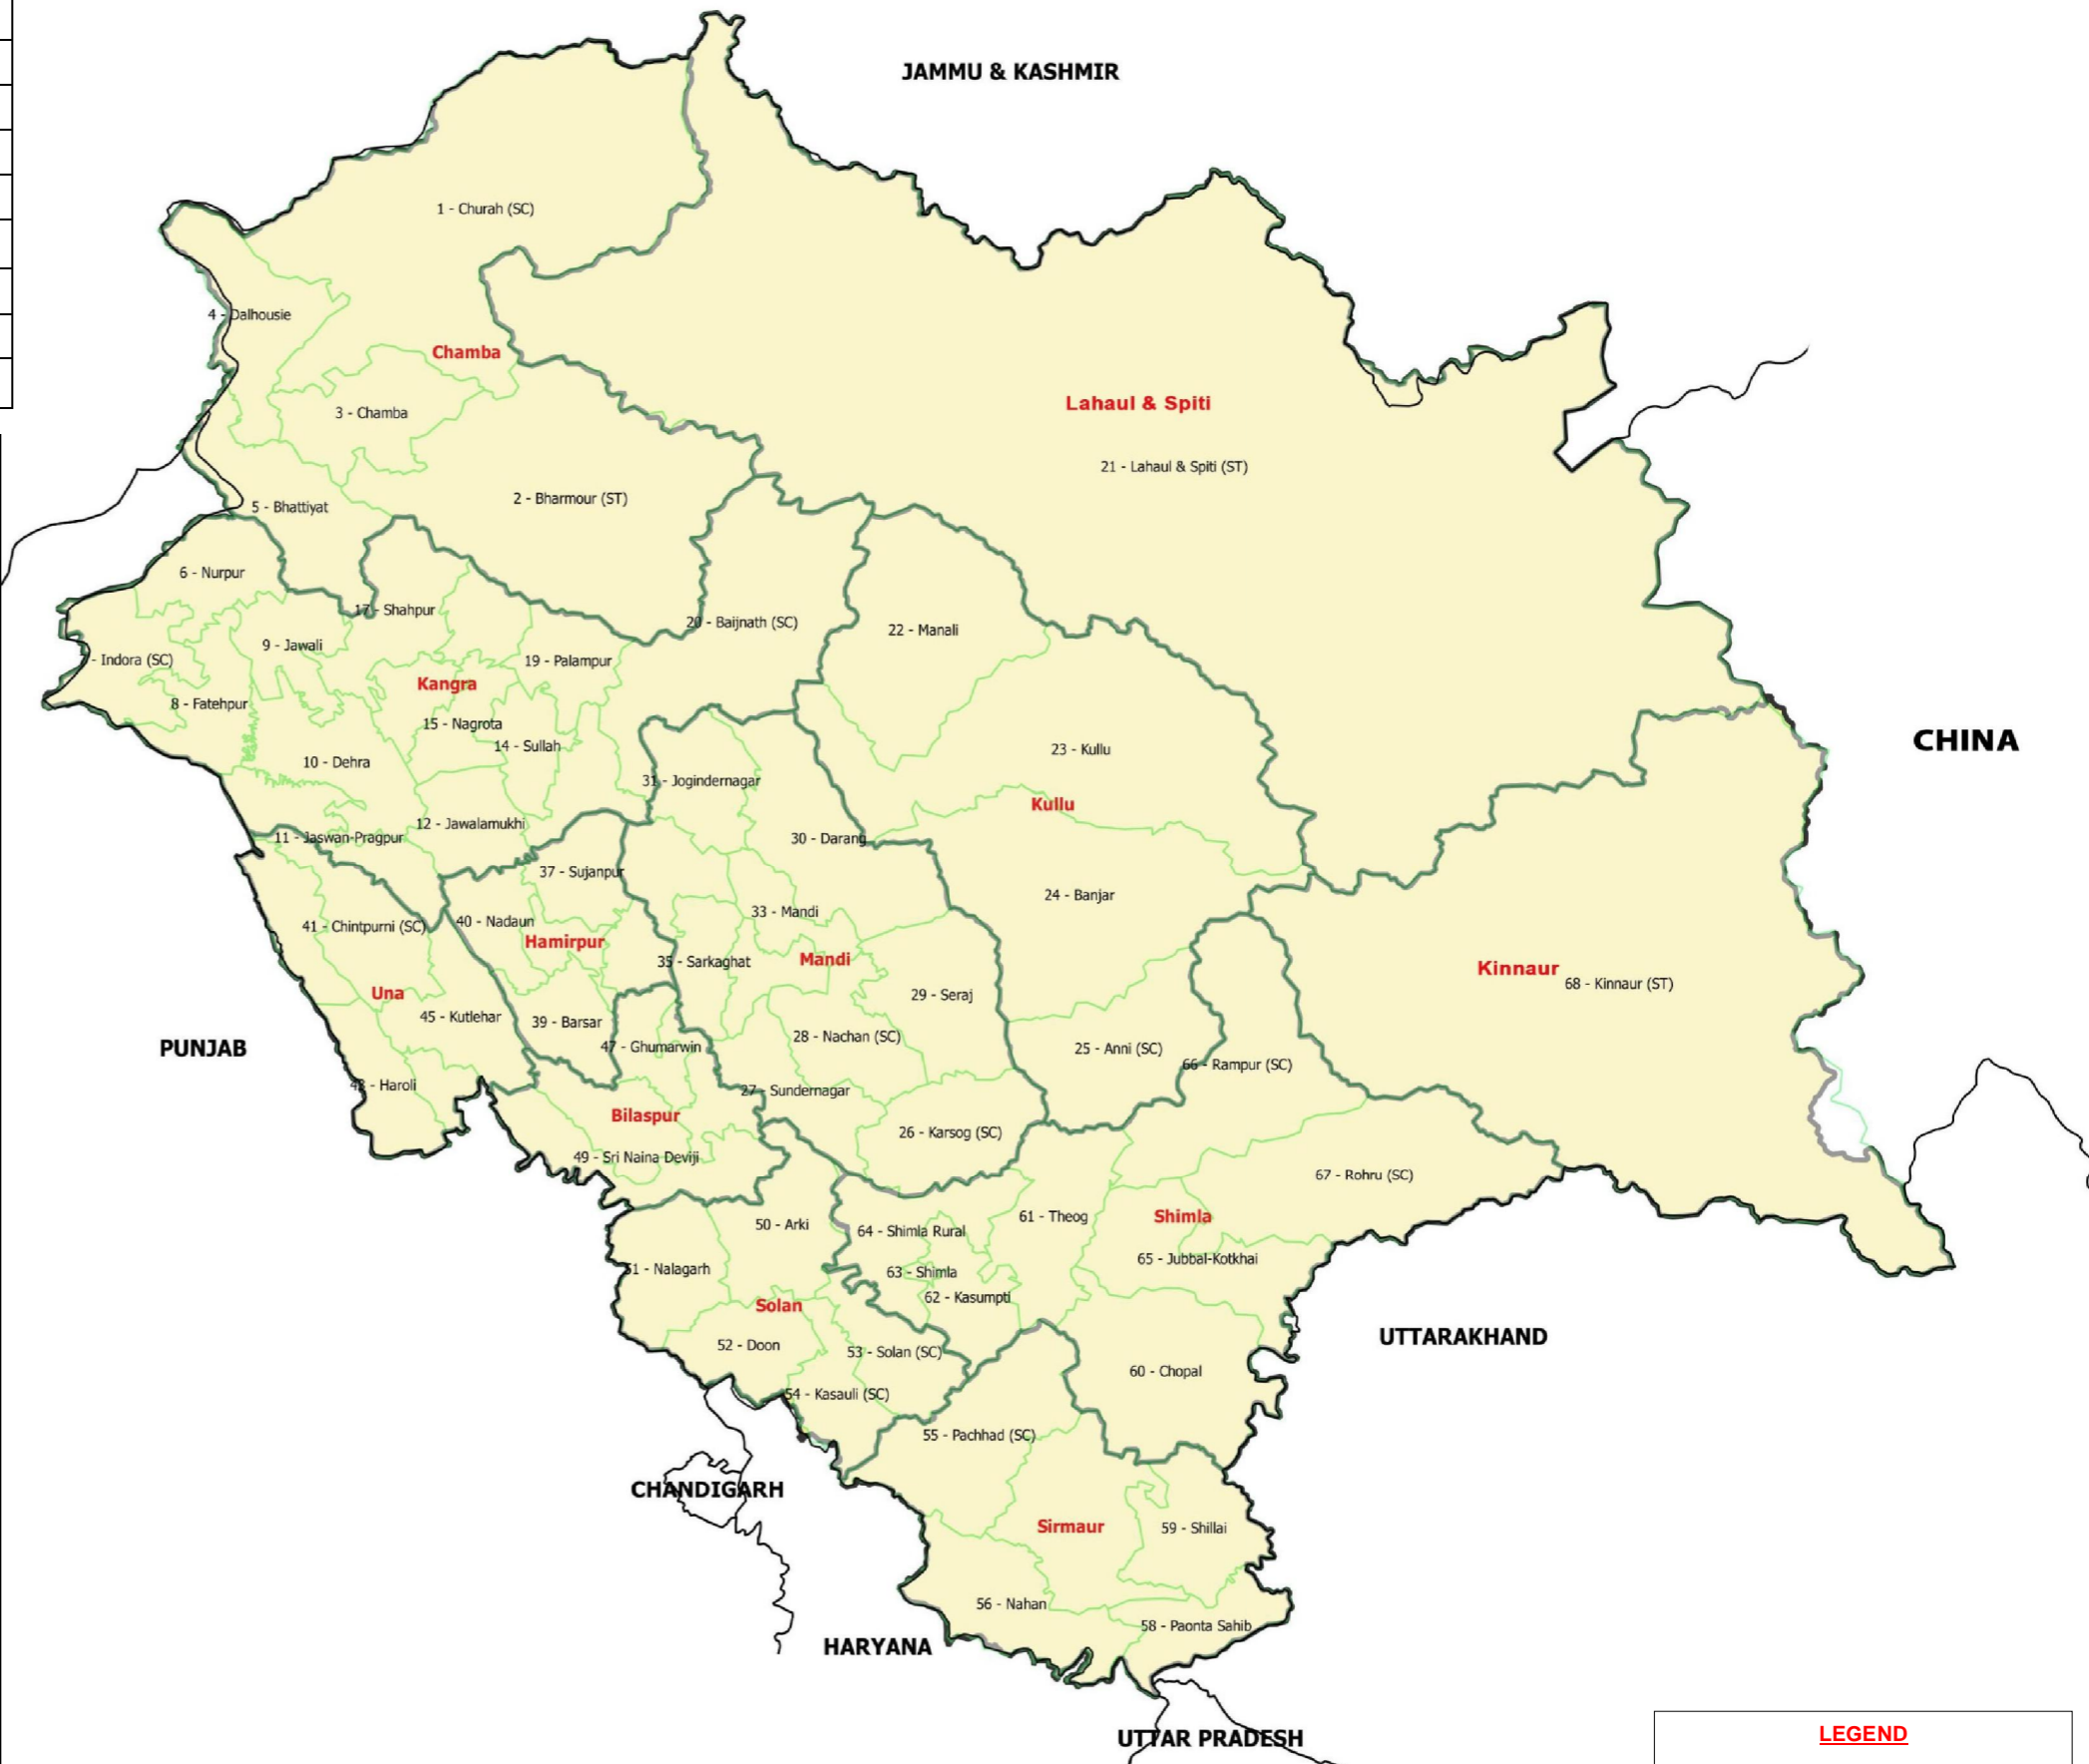 JAMMU & KASHMIR
1 - Churah (SC)
4 - Dalhousie
Chamba
3 - Chamba
Lahaul & Spiti
21 - Lahaul & Spiti (ST)
2 - Bharmour (ST)
5 - Bhattiyat
6 - Nurpur
17 - Shahpur
20 - Baijnath (SC)
22 - Manali
9 - Jawali
- Indora (SC)
19 - Palampur
Kangra
8 - Fatehpur
15 - Nagrota
14 - Sullah
CHINA
23 - Kullu
10 - Dehra
31 - Jogindernagar
Kullu
12 - Jawalamukhi
11 - Jaswan-Pragpur
30 - Darang
37 - Sujanpur
24 - Banjar
33 - Mandi
40 - Nadaun
41 - Chintpurni (SC)
Hamirpur
35 - Sarkaghat
Mandi
Kinnaur
68 - Kinnaur (ST)
Una
29 - Seraj
45 - Kutlehar
39 - Barsar
28 - Nachan (SC)
PUNJAB
47 - Ghumarwin
25 - Anni (SC)
66 - Rampur (SC)
43 - Haroli
27 - Sundernagar
Bilaspur
26 - Karsog (SC)
49 - Sri Naina Deviji
67 - Rohru (SC)
61 - Theog
Shimla
50 - Arki
64 - Shimla Rural
65 - Jubbal-Kotkhai
51 - Nalagarh
63 - Shimla
62 - Kasumpti
Solan
UTTARAKHAND
52 - Doon
53 - Solan (SC)
60 - Chopal
54 - Kasauli (SC)
55 - Pachhad (SC)
CHANDIGARH
Sirmaur
59 - Shillai
56 - Nahan
58 - Paonta Sahib
HARYANA
LEGEND
UTTAR PRADESH